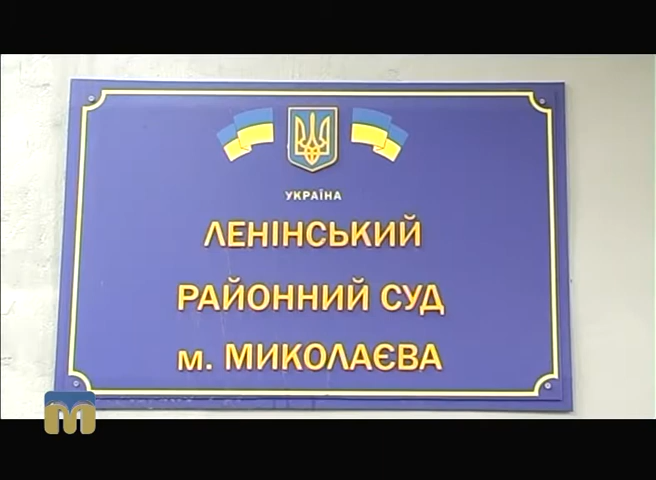 УКРАЇНА
ЛЕНІНСЬКИЙ
РАЙОННИЙ СУД
м. МИКОЛАЄВА
m